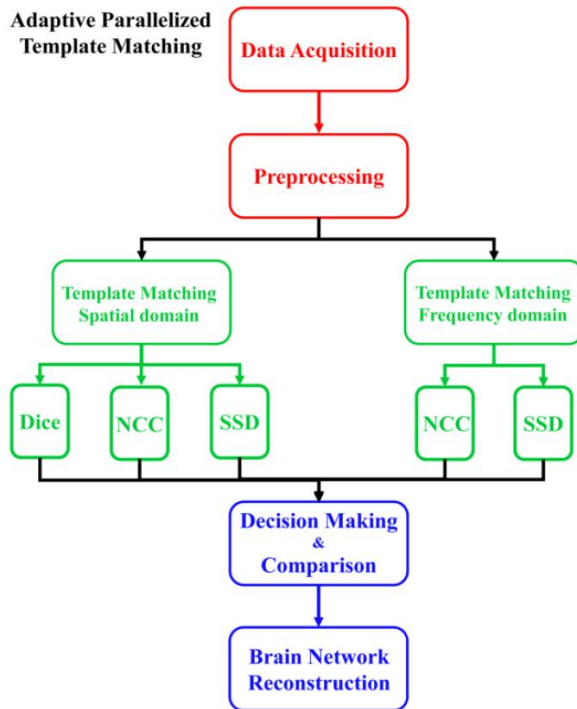 Adaptive Parallelized
Template Matching
Data Acquisition
Preprocessing
Template Matching
Spatial domain
Template Matching
Frequency domain
Dice
NCC
SSD
NCC
SSD
Decision Making
&
Comparison
Brain Network
Reconstruction